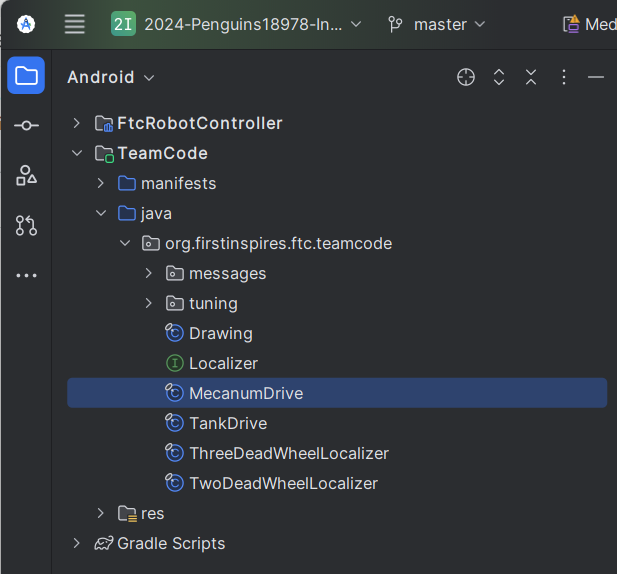 2I 2024-Penguins18978-In... master Med
Android
FtcRobotController
TeamCode
manifests
java
org.firstinspires.ftc.teamcode
messages
tuning
Drawing
Localizer
MecanumDrive
TankDrive
ThreeDeadWheelLocalizer
TwoDeadWheelLocalizer
res
Gradle Scripts